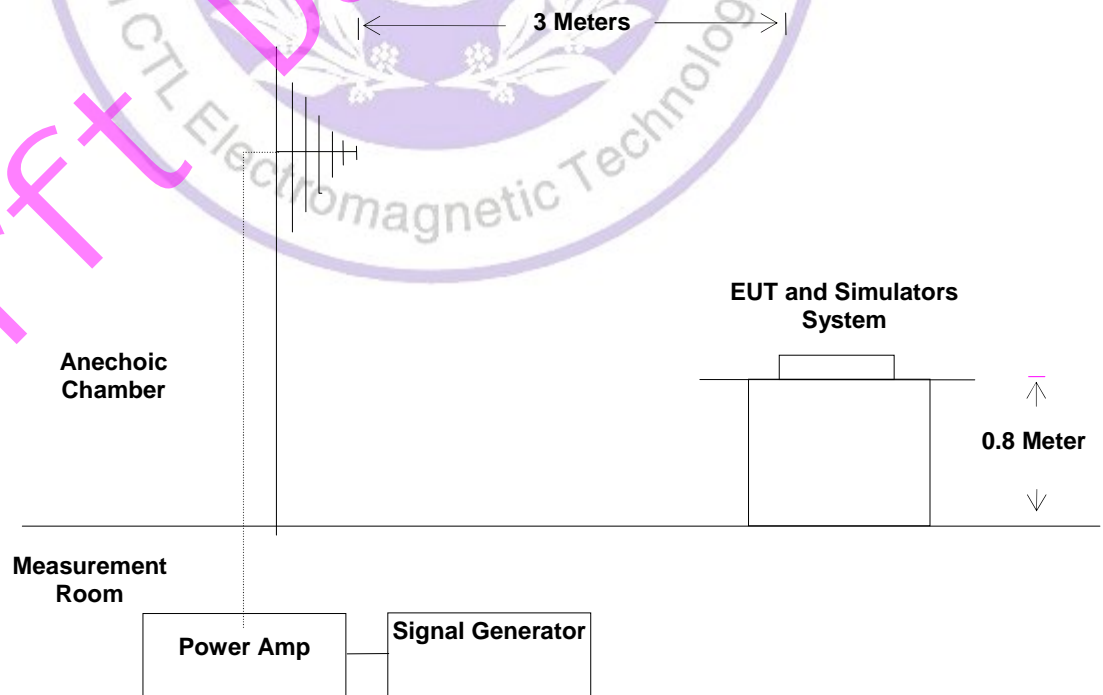 3 Meters
CTL Electromagnetic Technolog
EUT and Simulators
System
Anechoic
Chamber
0.8 Meter
Measurement
Room
Power Amp
Signal Generator